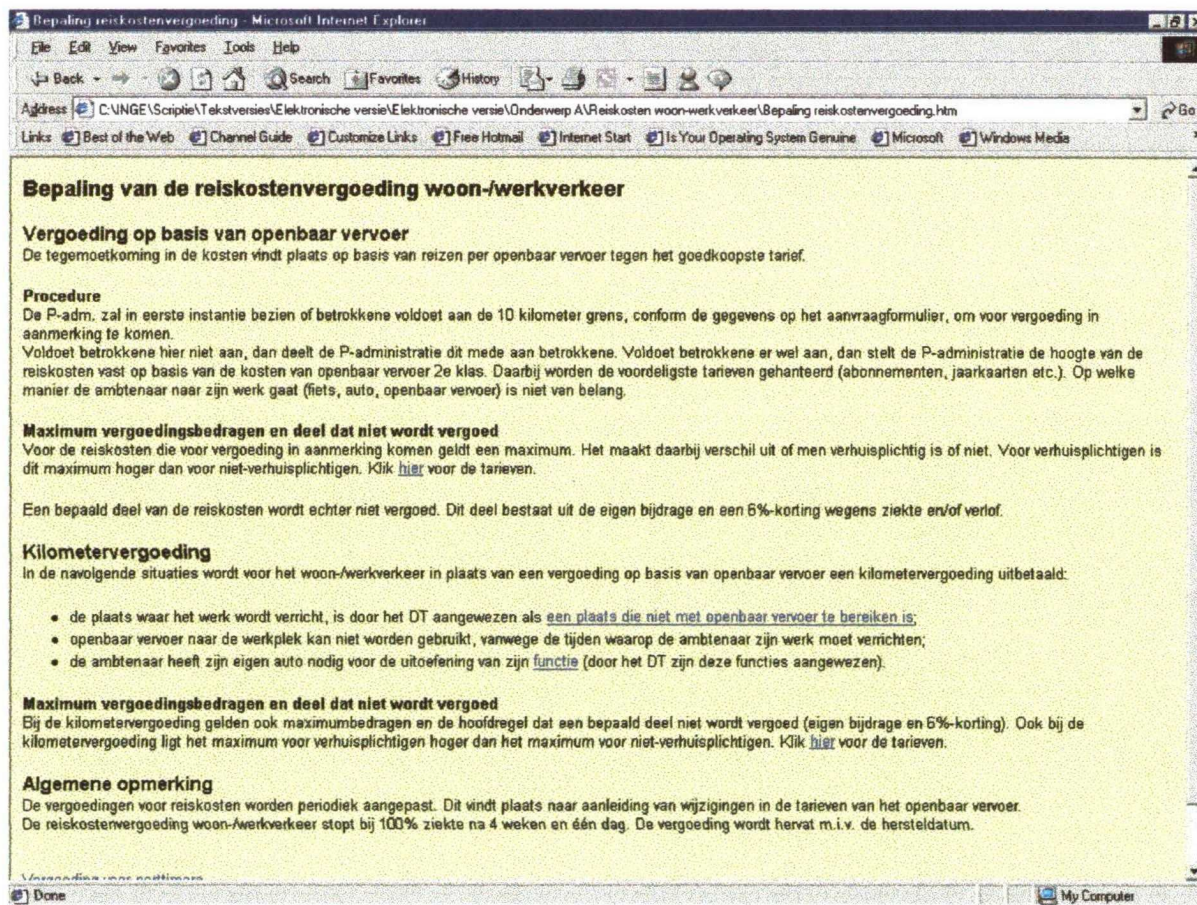 Bepaling reiskostenvergoeding - Microsoft Internet Explorer
File Edit View Favorites Tools Help
Back Search Favorites History
Address C:\INGE\Scriptie\Tekstversies\Elektronische versie\Elektronische versie\Onderwerp A\Reiskosten woon-werkverkeer\Bepaling reiskostenvergoeding.htm Go
Links Best of the Web Channel Guide Customize Links Free Hotmail Internet Start Is Your Operating System Genuine Microsoft Windows Media
Bepaling van de reiskostenvergoeding woon-/werkverkeer
Vergoeding op basis van openbaar vervoer
De tegemoetkoming in de kosten vindt plaats op basis van reizen per openbaar vervoer tegen het goedkoopste tarief.
Procedure
De P-adm. zal in eerste instantie bezien of betrokkene voldoet aan de 10 kilometer grens, conform de gegevens op het aanvraagformulier, om voor vergoeding in
aanmerking te komen.
Voldoet betrokkene hier niet aan, dan deelt de P-administratie dit mede aan betrokkene. Voldoet betrokkene er wel aan, dan stelt de P-administratie de hoogte van de
reiskosten vast op basis van de kosten van openbaar vervoer 2e klas. Daarbij worden de voordeligste tarieven gehanteerd (abonnementen, jaarkaarten etc.). Op welke
manier de ambtenaar naar zijn werk gaat (fiets, auto, openbaar vervoer) is niet van belang.
Maximum vergoedingsbedragen en deel dat niet wordt vergoed
Voor de reiskosten die voor vergoeding in aanmerking komen geldt een maximum. Het maakt daarbij verschil uit of men verhuisplichtig is of niet. Voor verhuisplichtigen is
dit maximum hoger dan voor niet-verhuisplichtigen. Klik hier voor de tarieven.
Een bepaald deel van de reiskosten wordt echter niet vergoed. Dit deel bestaat uit de eigen bijdrage en een 6%-korting wegens ziekte en/of verlof.
Kilometervergoeding
In de navolgende situaties wordt voor het woon-/werkverkeer in plaats van een vergoeding op basis van openbaar vervoer een kilometervergoeding uitbetaald:
• de plaats waar het werk wordt verricht, is door het DT aangewezen als een plaats die niet met openbaar vervoer te bereiken is;
• openbaar vervoer naar de werkplek kan niet worden gebruikt, vanwege de tijden waarop de ambtenaar zijn werk moet verrichten;
• de ambtenaar heeft zijn eigen auto nodig voor de uitoefening van zijn functie (door het DT zijn deze functies aangewezen).
Maximum vergoedingsbedragen en deel dat niet wordt vergoed
Bij de kilometervergoeding gelden ook maximumbedragen en de hoofdregel dat een bepaald deel niet wordt vergoed (eigen bijdrage en 6%-korting). Ook bij de
kilometervergoeding ligt het maximum voor verhuisplichtigen hoger dan het maximum voor niet-verhuisplichtigen. Klik hier voor de tarieven.
Algemene opmerking
De vergoedingen voor reiskosten worden periodiek aangepast. Dit vindt plaats naar aanleiding van wijzigingen in de tarieven van het openbaar vervoer.
De reiskostenvergoeding woon-/werkverkeer stopt bij 100% ziekte na 4 weken en één dag. De vergoeding wordt hervat m.i.v. de hersteldatum.
Vergoeding voor parttimers
Done My Computer